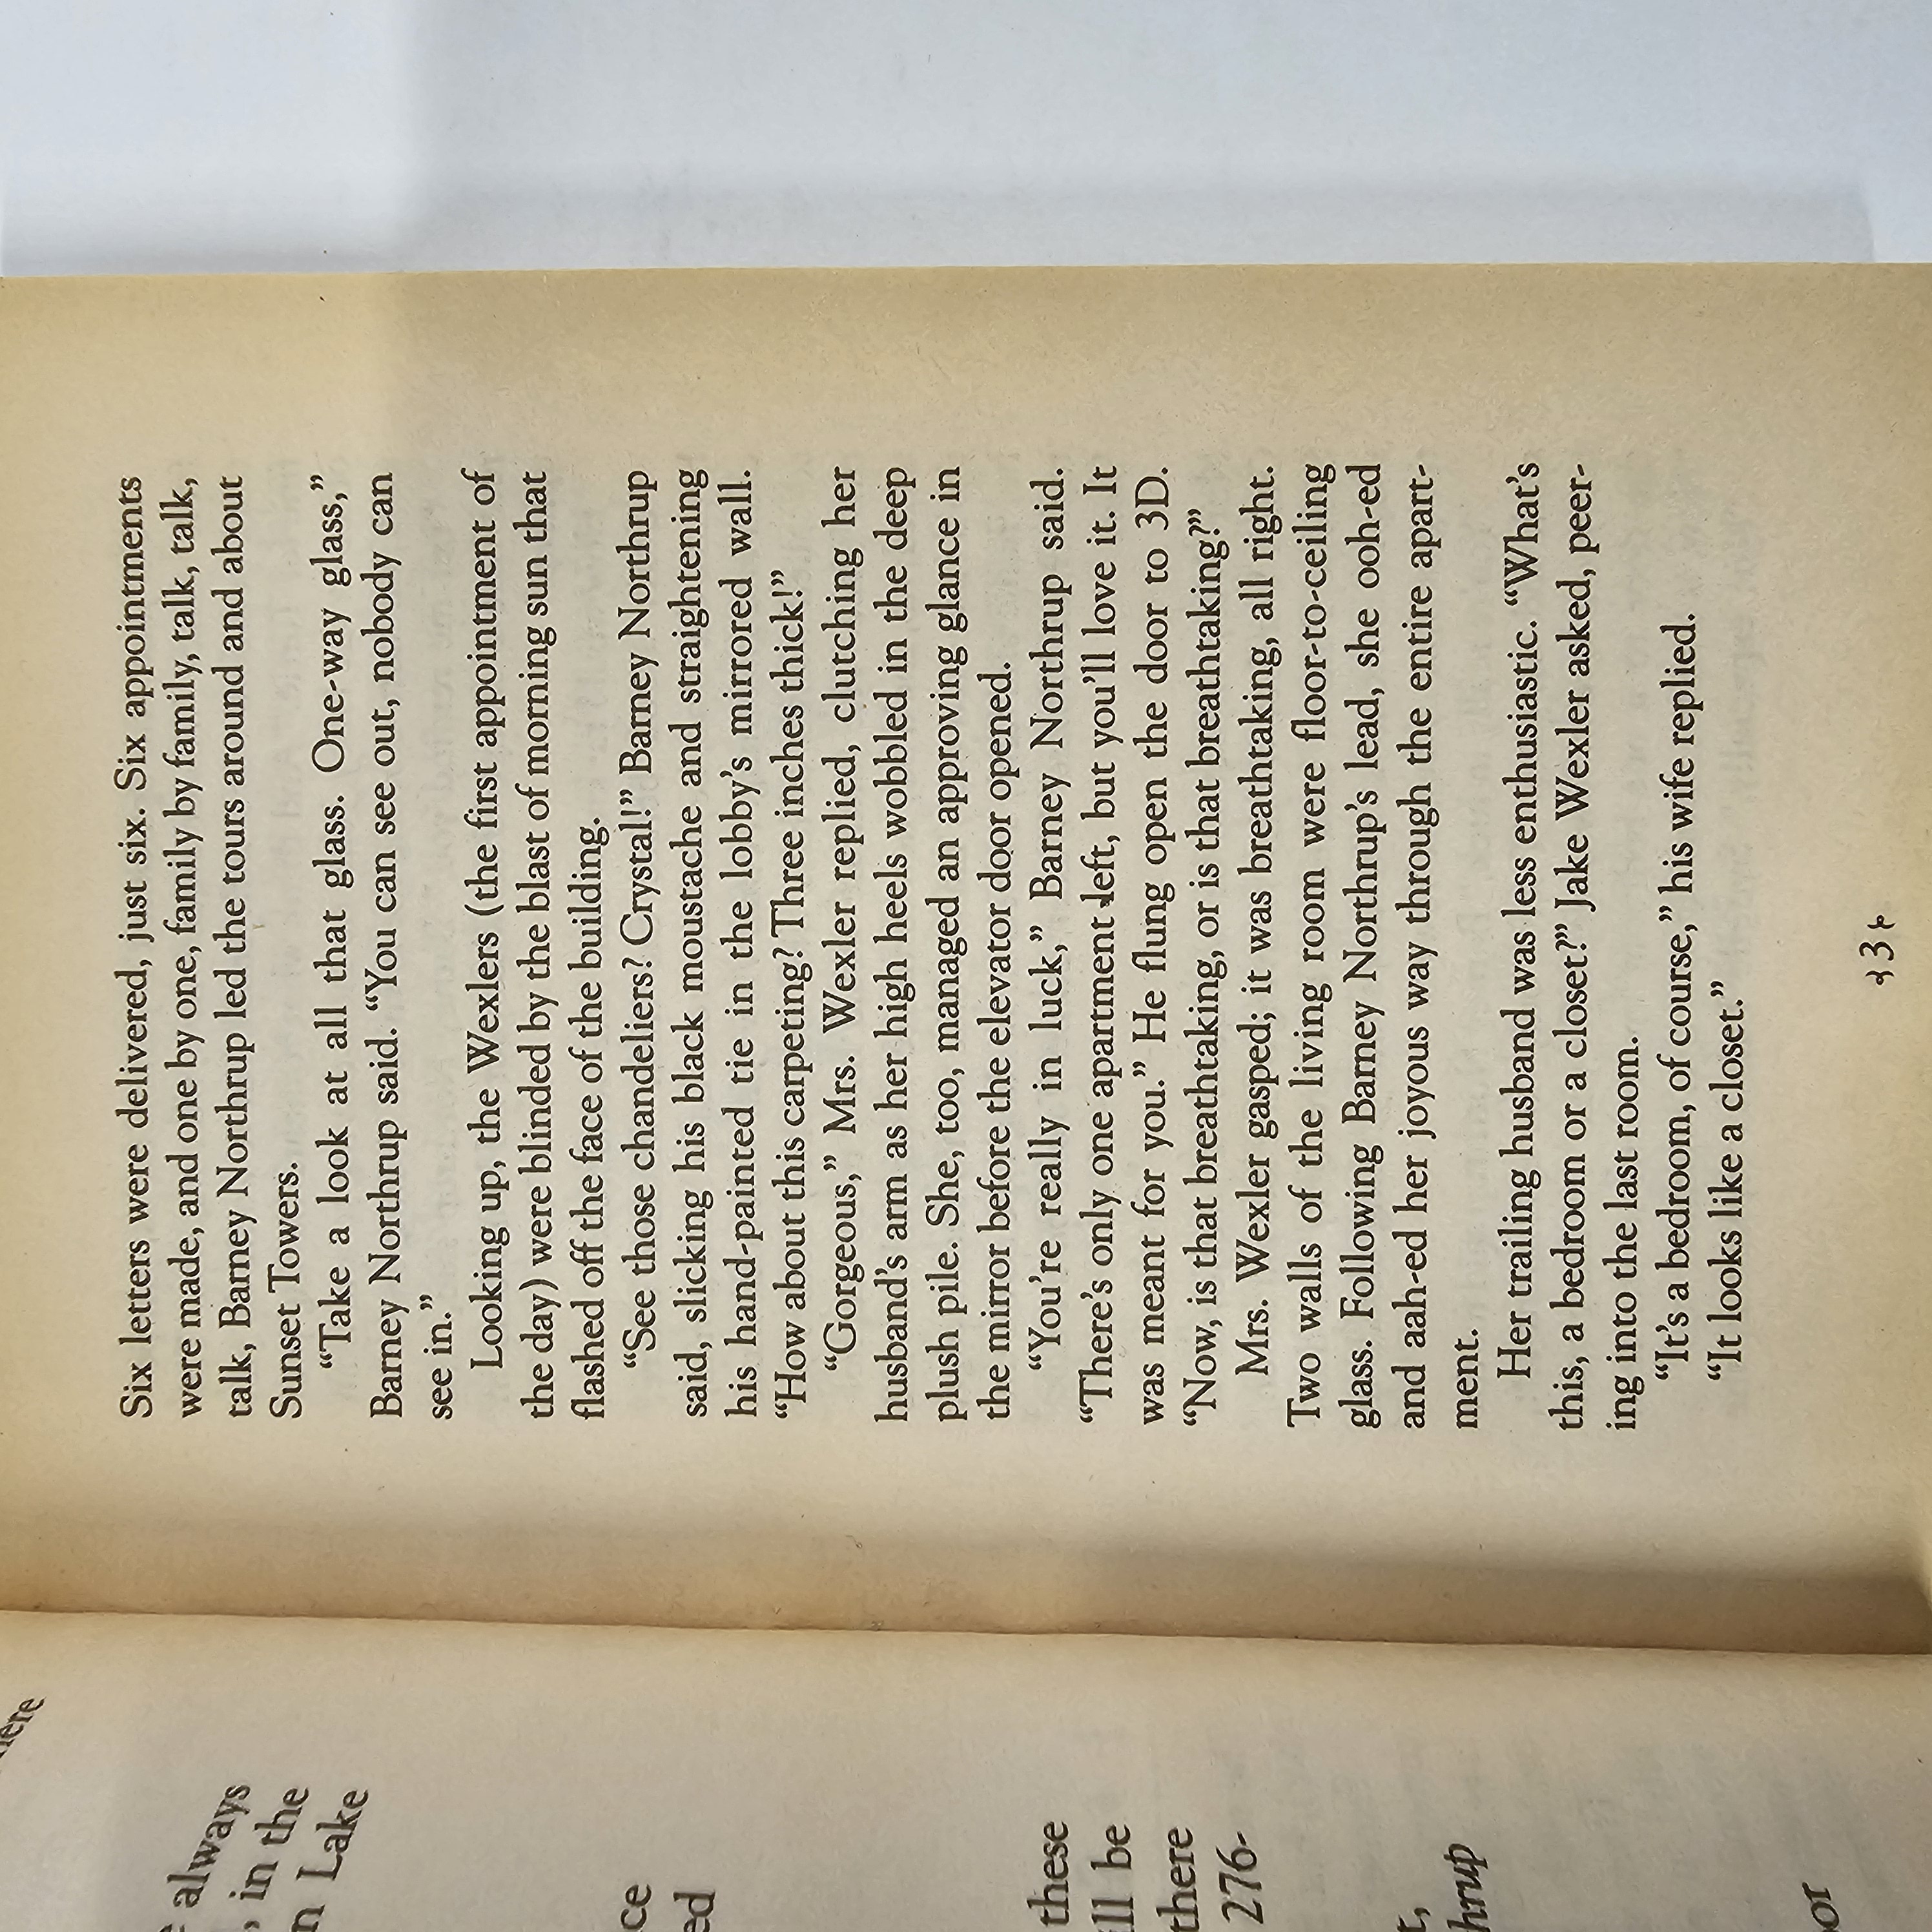 always
, in the
Lake
these
be
there
276-
Six letters were delivered, just six. Six appointments
were made, and one by one, family by family, talk, talk,
talk, Barney Northrup led the tours around and about
Sunset Towers.
“Take a look at all that glass. One-way glass,”
Barney Northrup said. “You can see out, nobody can
see in.”
Looking up, the Wexlers (the first appointment of
the day) were blinded by the blast of morning sun that
flashed off the face of the building.
“See those chandeliers? Crystal!” Barney Northrup
said, slicking his black moustache and straightening
his hand-painted tie in the lobby’s mirrored wall.
“How about this carpeting? Three inches thick!”
“Gorgeous,” Mrs. Wexler replied, clutching her
husband’s arm as her high heels wobbled in the deep
plush pile. She, too, managed an approving glance in
the mirror before the elevator door opened.
“You’re really in luck,” Barney Northrup said.
“There’s only one apartment left, but you’ll love it. It
was meant for you.” He flung open the door to 3D.
“Now, is that breathtaking, or is that breathtaking?”
Mrs. Wexler gasped; it was breathtaking, all right.
Two walls of the living room were floor-to-ceiling
glass. Following Barney Northrup’s lead, she ooh-ed
and aah-ed her joyous way through the entire apart-
ment.
Her trailing husband was less enthusiastic. “What’s
this, a bedroom or a closet?” Jake Wexler asked, peer-
ing into the last room.
“It’s a bedroom, of course,” his wife replied.
“It looks like a closet.”
3